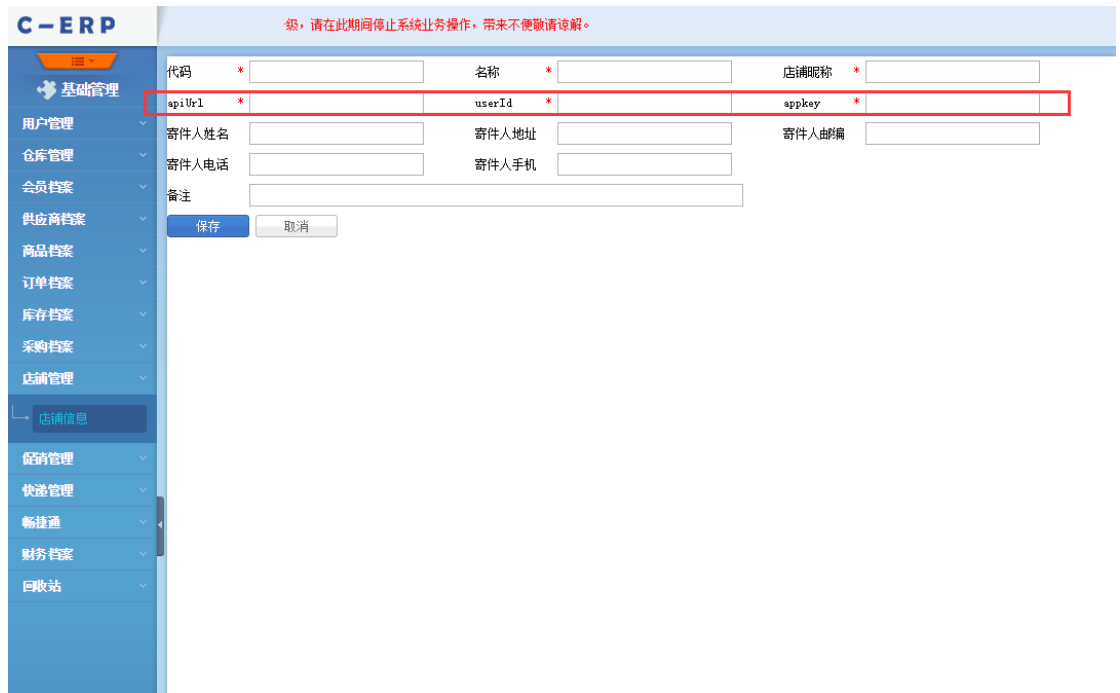 C-ERP
级，请在此期间停止系统业务操作，带来不便敬请谅解。
基础管理
用户管理
仓库管理
会员档案
供应商档案
商品档案
订单档案
库存档案
采购档案
店铺管理
店铺信息
促销管理
快递管理
畅捷通
财务档案
回收站
代码 * 名称 * 店铺昵称 *
apiUrl * userId * appkey *
寄件人姓名 寄件人地址 寄件人邮编
寄件人电话 寄件人手机
备注
保存 取消